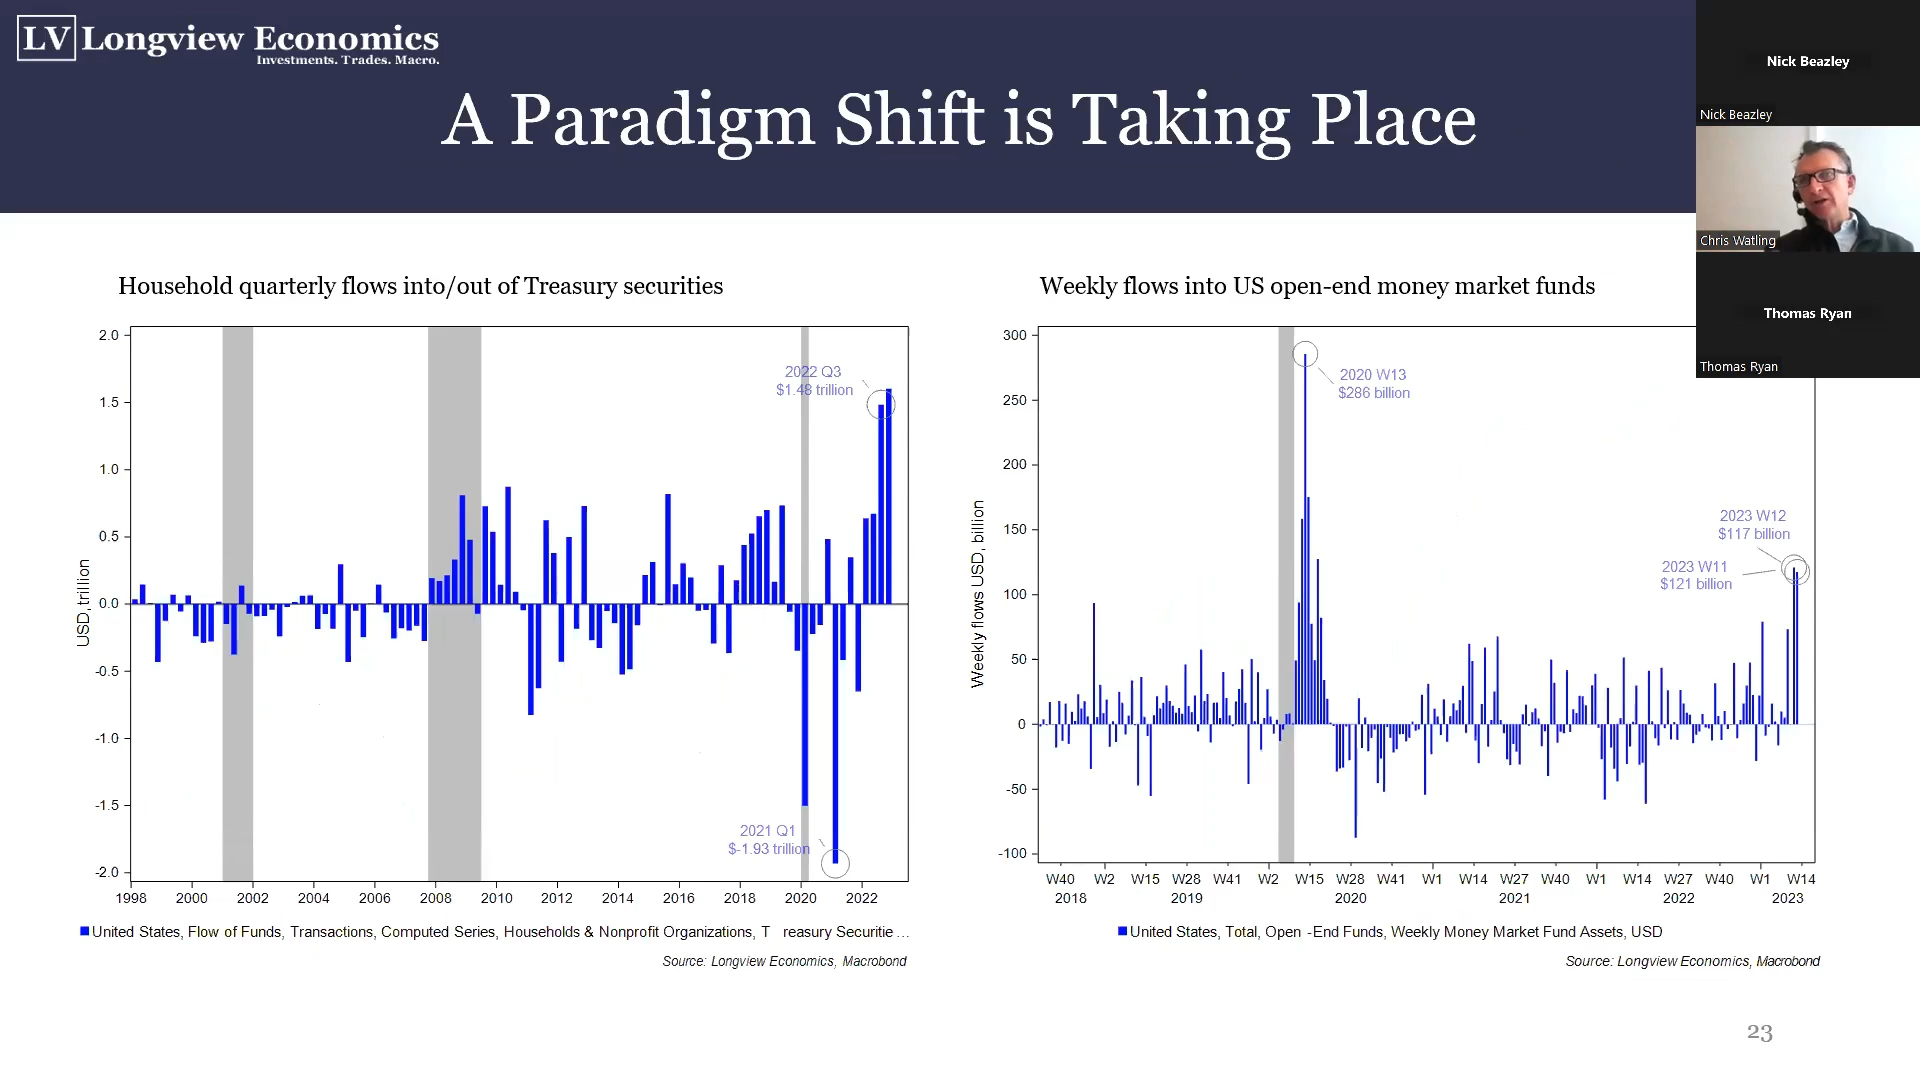 LV Longview Economics
Investments. Trades. Macro.
A Paradigm Shift is Taking Place
Nick Beazley
Nick Beazley
Chris Watling
Thomas Ryan
Thomas Ryan
Household quarterly flows into/out of Treasury securities
USD, trillion
2.0
1.5
1.0
0.5
0.0
-0.5
-1.0
-1.5
-2.0
2022 Q3
$1.48 trillion
2021 Q1
$-1.93 trillion
1998 2000 2002 2004 2006 2008 2010 2012 2014 2016 2018 2020 2022
United States, Flow of Funds, Transactions, Computed Series, Households & Nonprofit Organizations, T reasury Securitie ...
Source: Longview Economics, Macrobond
Weekly flows into US open-end money market funds
Weekly flows USD, billion
300
250
200
150
100
50
0
-50
-100
2020 W13
$286 billion
2023 W12
$117 billion
2023 W11
$121 billion
W40 W2 W15 W28 W41 W2 W15 W28 W41 W1 W14 W27 W40 W1 W14 W27 W40 W1 W14
2018 2019 2020 2021 2022 2023
United States, Total, Open -End Funds, Weekly Money Market Fund Assets, USD
Source: Longview Economics, Macrobond
23